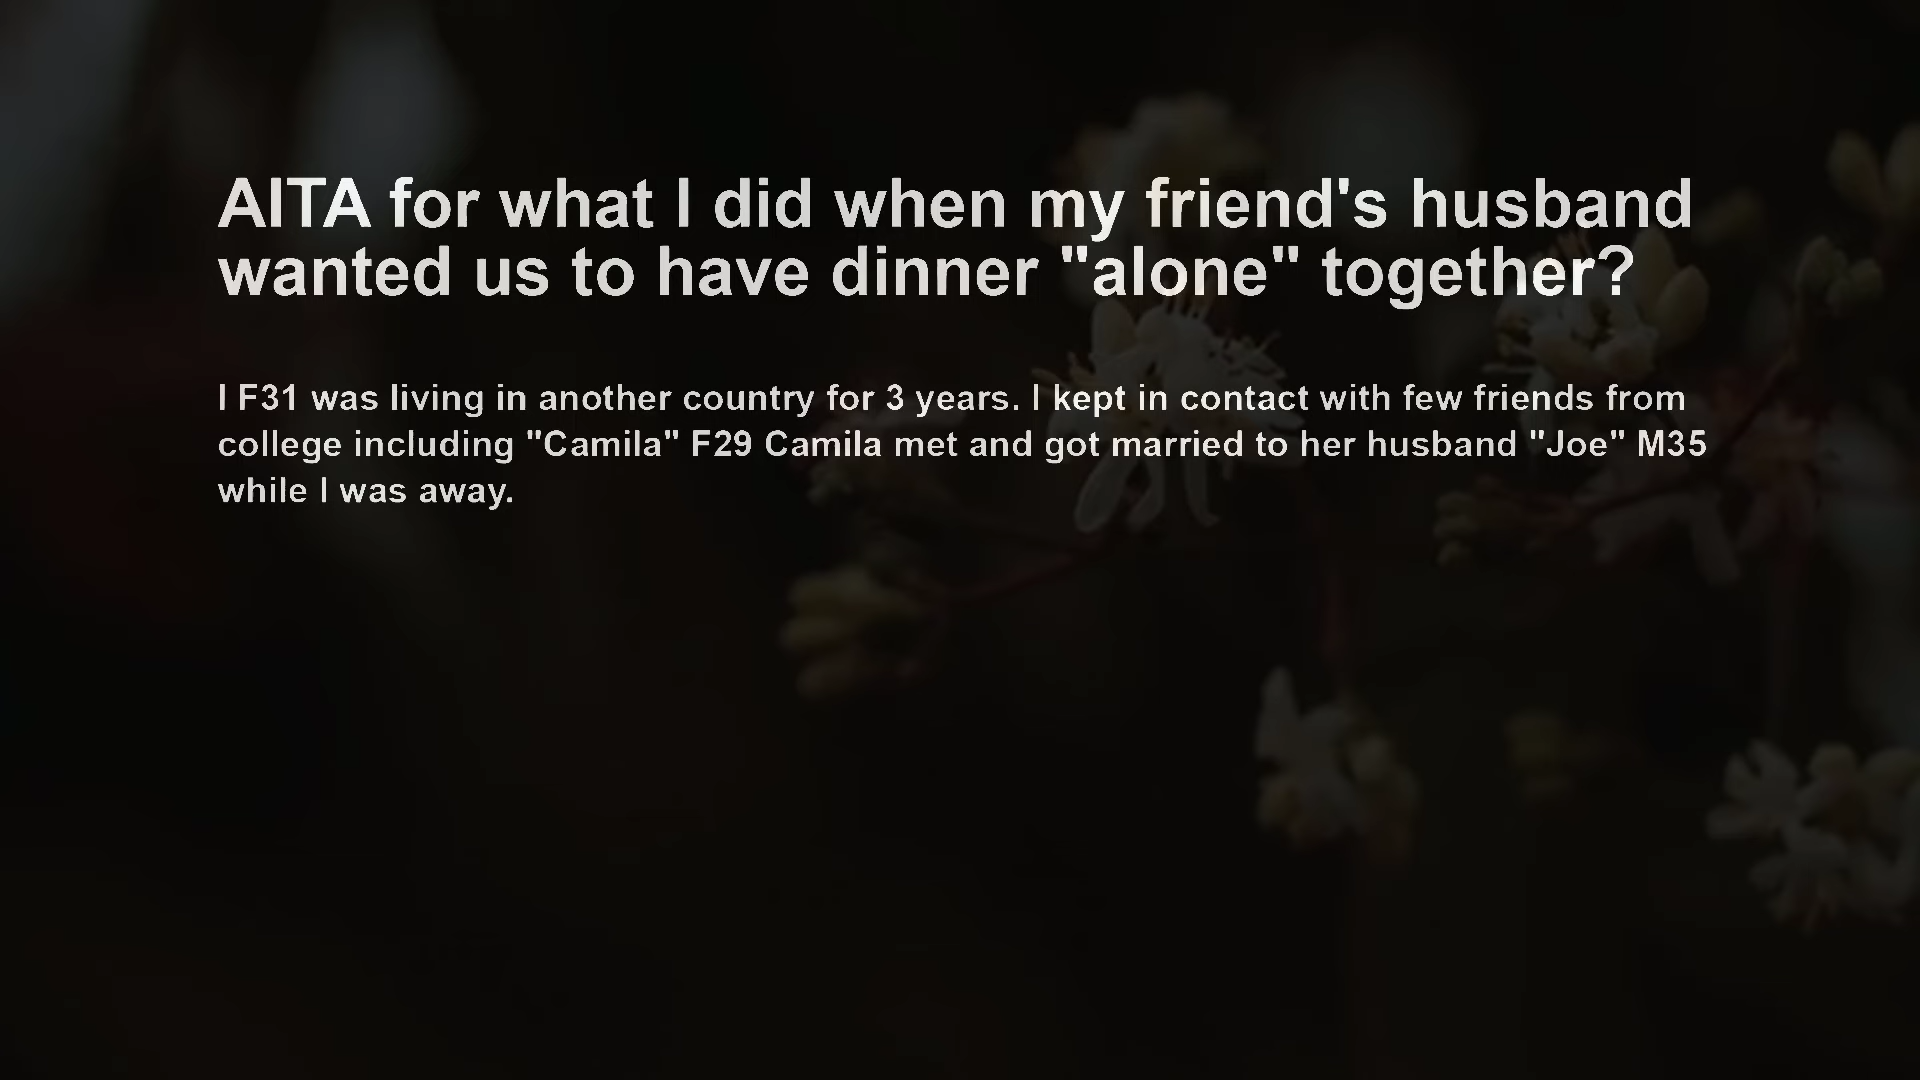 AITA for what I did when my friend's husband
wanted us to have dinner "alone" together?
I F31 was living in another country for 3 years. I kept in contact with few friends from
college including "Camila" F29 Camila met and got married to her husband "Joe" M35
while I was away.